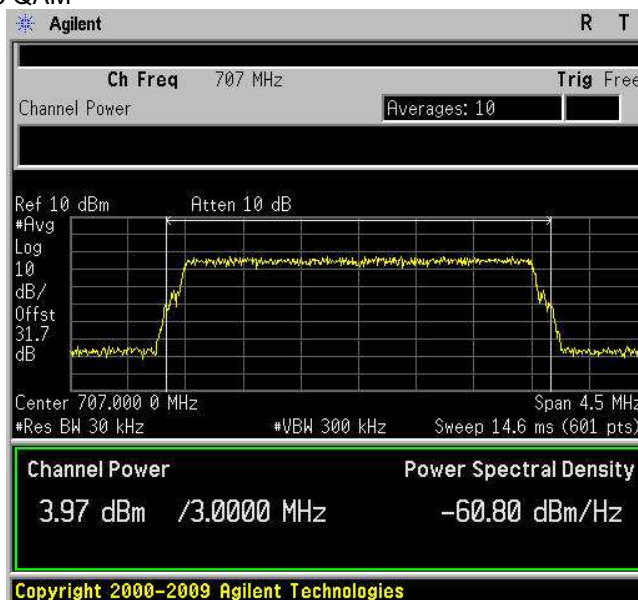 QAM
Agilent R T
Ch Freq 707 MHz Trig Free
Channel Power Averages: 10
Ref 10 dBm Atten 10 dB
#Avg
Log
10
dB/
Offst
31.7
dB
Center 707.000 0 MHz Span 4.5 MHz
#Res BW 30 kHz #VBW 300 kHz Sweep 14.6 ms (601 pts)
Channel Power Power Spectral Density
3.97 dBm /3.0000 MHz -60.80 dBm/Hz
Copyright 2000-2009 Agilent Technologies